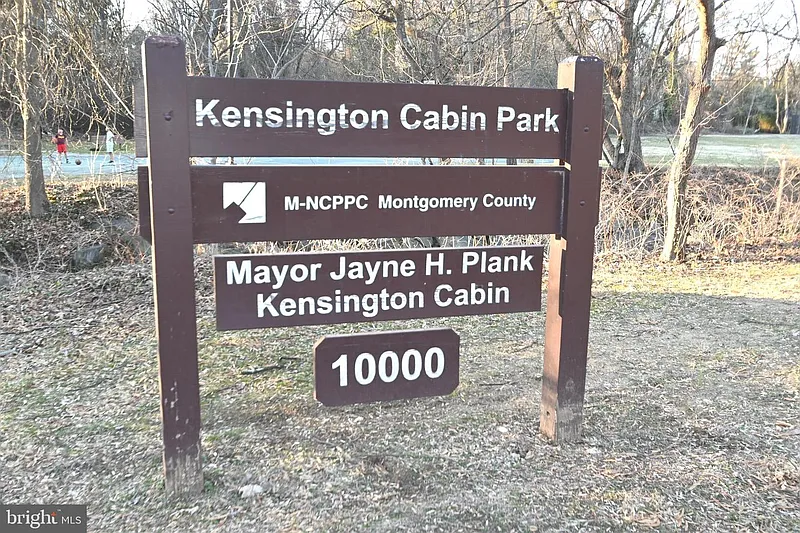 Kensington Cabin Park
M-NCPPC Montgomery County
Mayor Jayne H. Plank
Kensington Cabin
10000
bright MLS